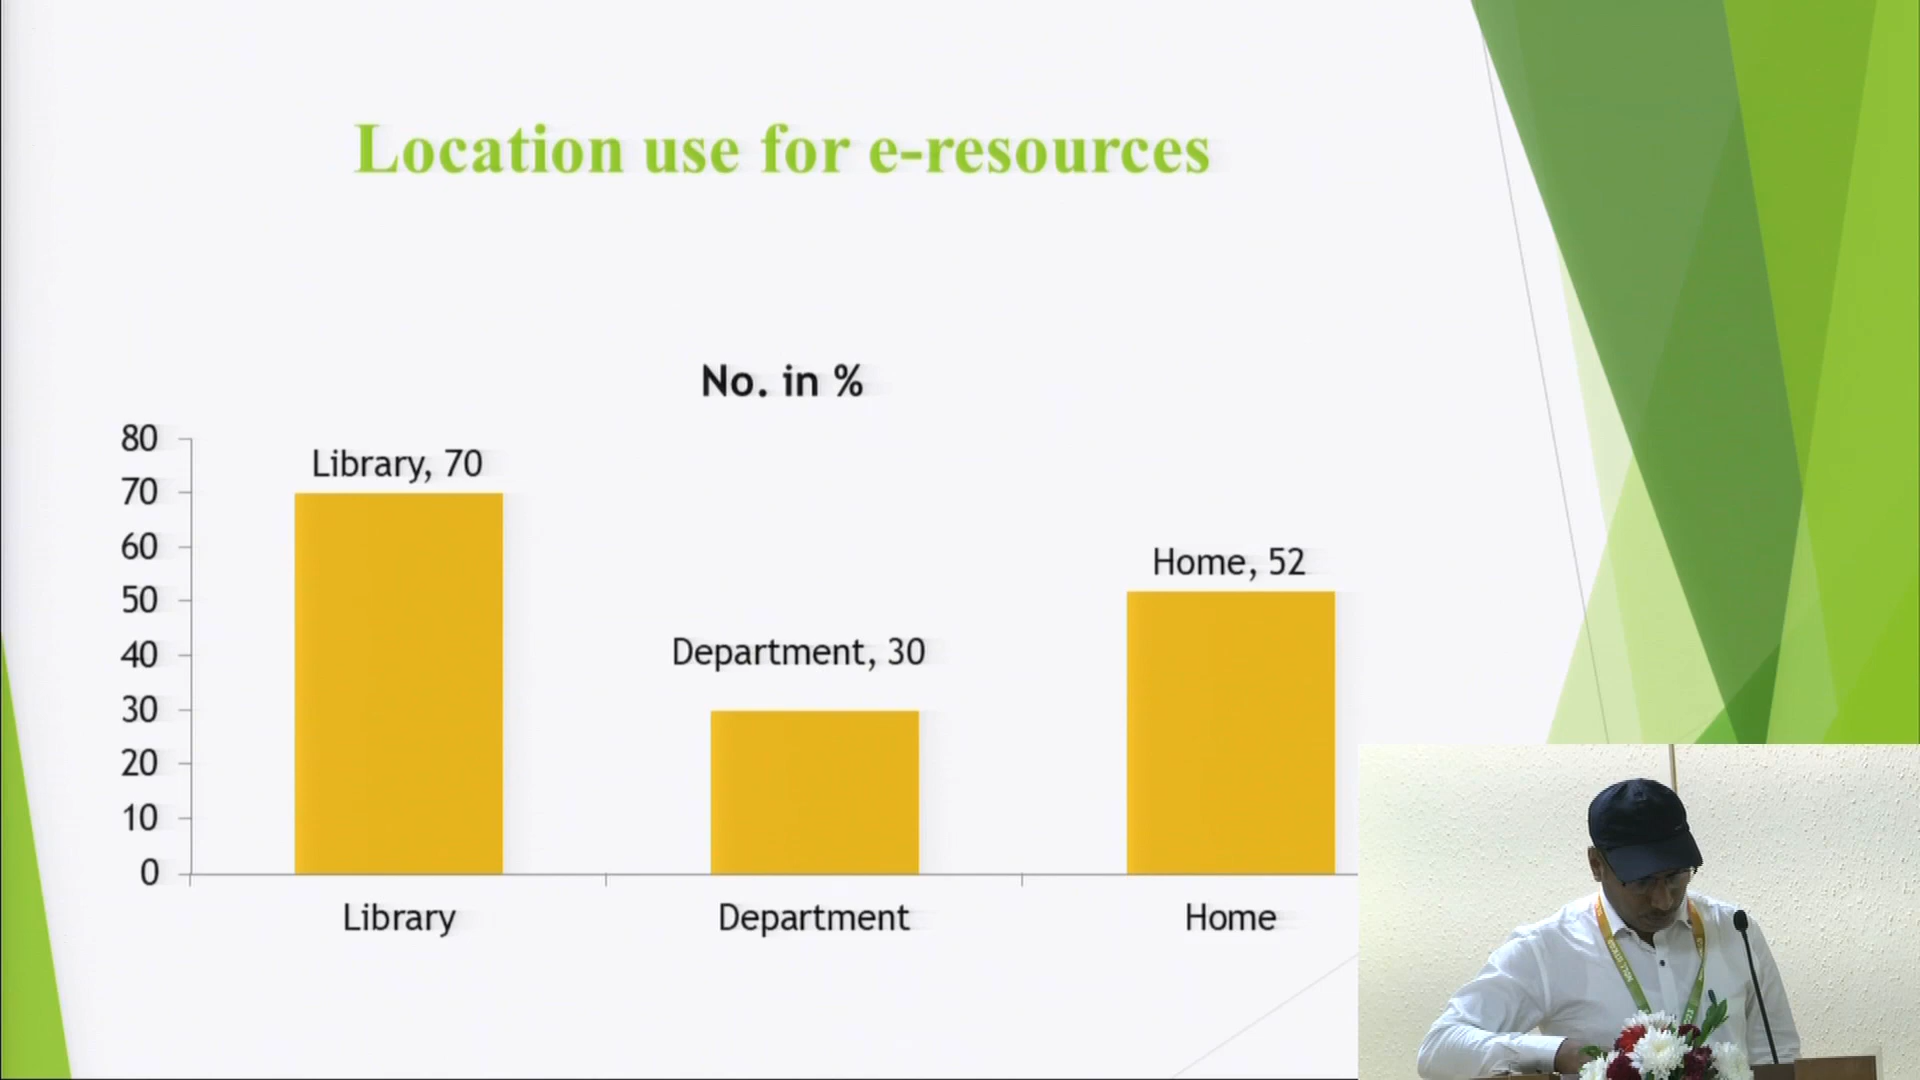 Location use for e-resources
No. in %
80
70
60
50
40
30
20
10
0
Library, 70
Department, 30
Home, 52
Library
Department
Home